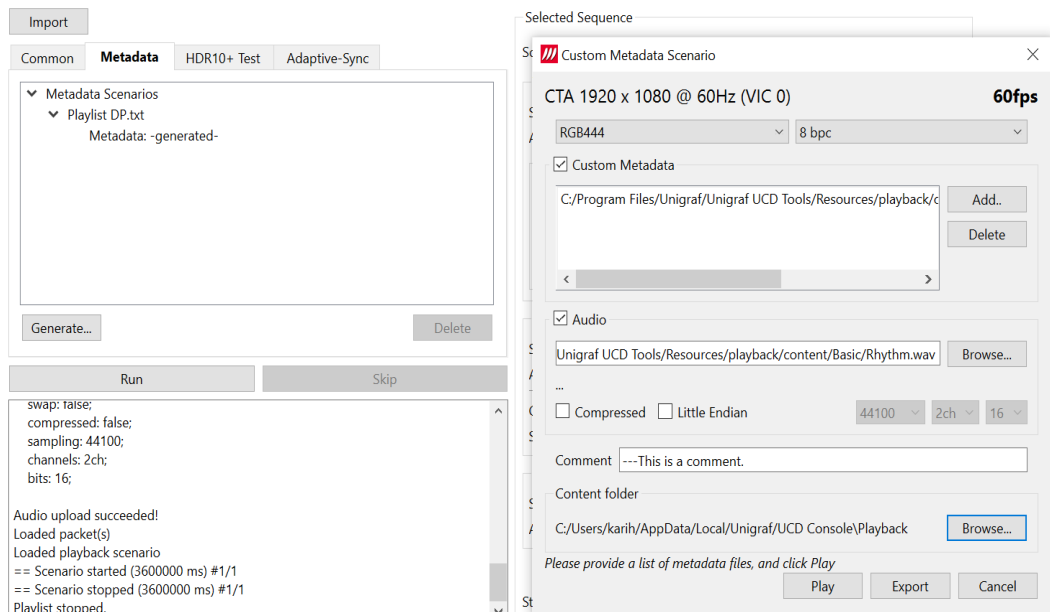 Import
Common Metadata HDR10+ Test Adaptive-Sync
Metadata Scenarios
Playlist DP.txt
Metadata: -generated-
Generate... Delete
Run Skip
swap: false;
compressed: false;
sampling: 44100;
channels: 2ch;
bits: 16;
Audio upload succeeded!
Loaded packet(s)
Loaded playback scenario
== Scenario started (3600000 ms) #1/1
== Scenario stopped (3600000 ms) #1/1
Playlist stopped.
Selected Sequence
Custom Metadata Scenario
CTA 1920 x 1080 @ 60Hz (VIC 0) 60fps
RGB444 8 bpc
Custom Metadata
C:/Program Files/Unigraf/Unigraf UCD Tools/Resources/playback/c
Add..
Delete
Audio
Unigraf UCD Tools/Resources/playback/content/Basic/Rhythm.wav Browse...
...
Compressed Little Endian 44100 2ch 16
Comment ---This is a comment.
Content folder
C:/Users/karih/AppData/Local/Unigraf/UCD Console\Playback Browse...
Please provide a list of metadata files, and click Play
Play Export Cancel